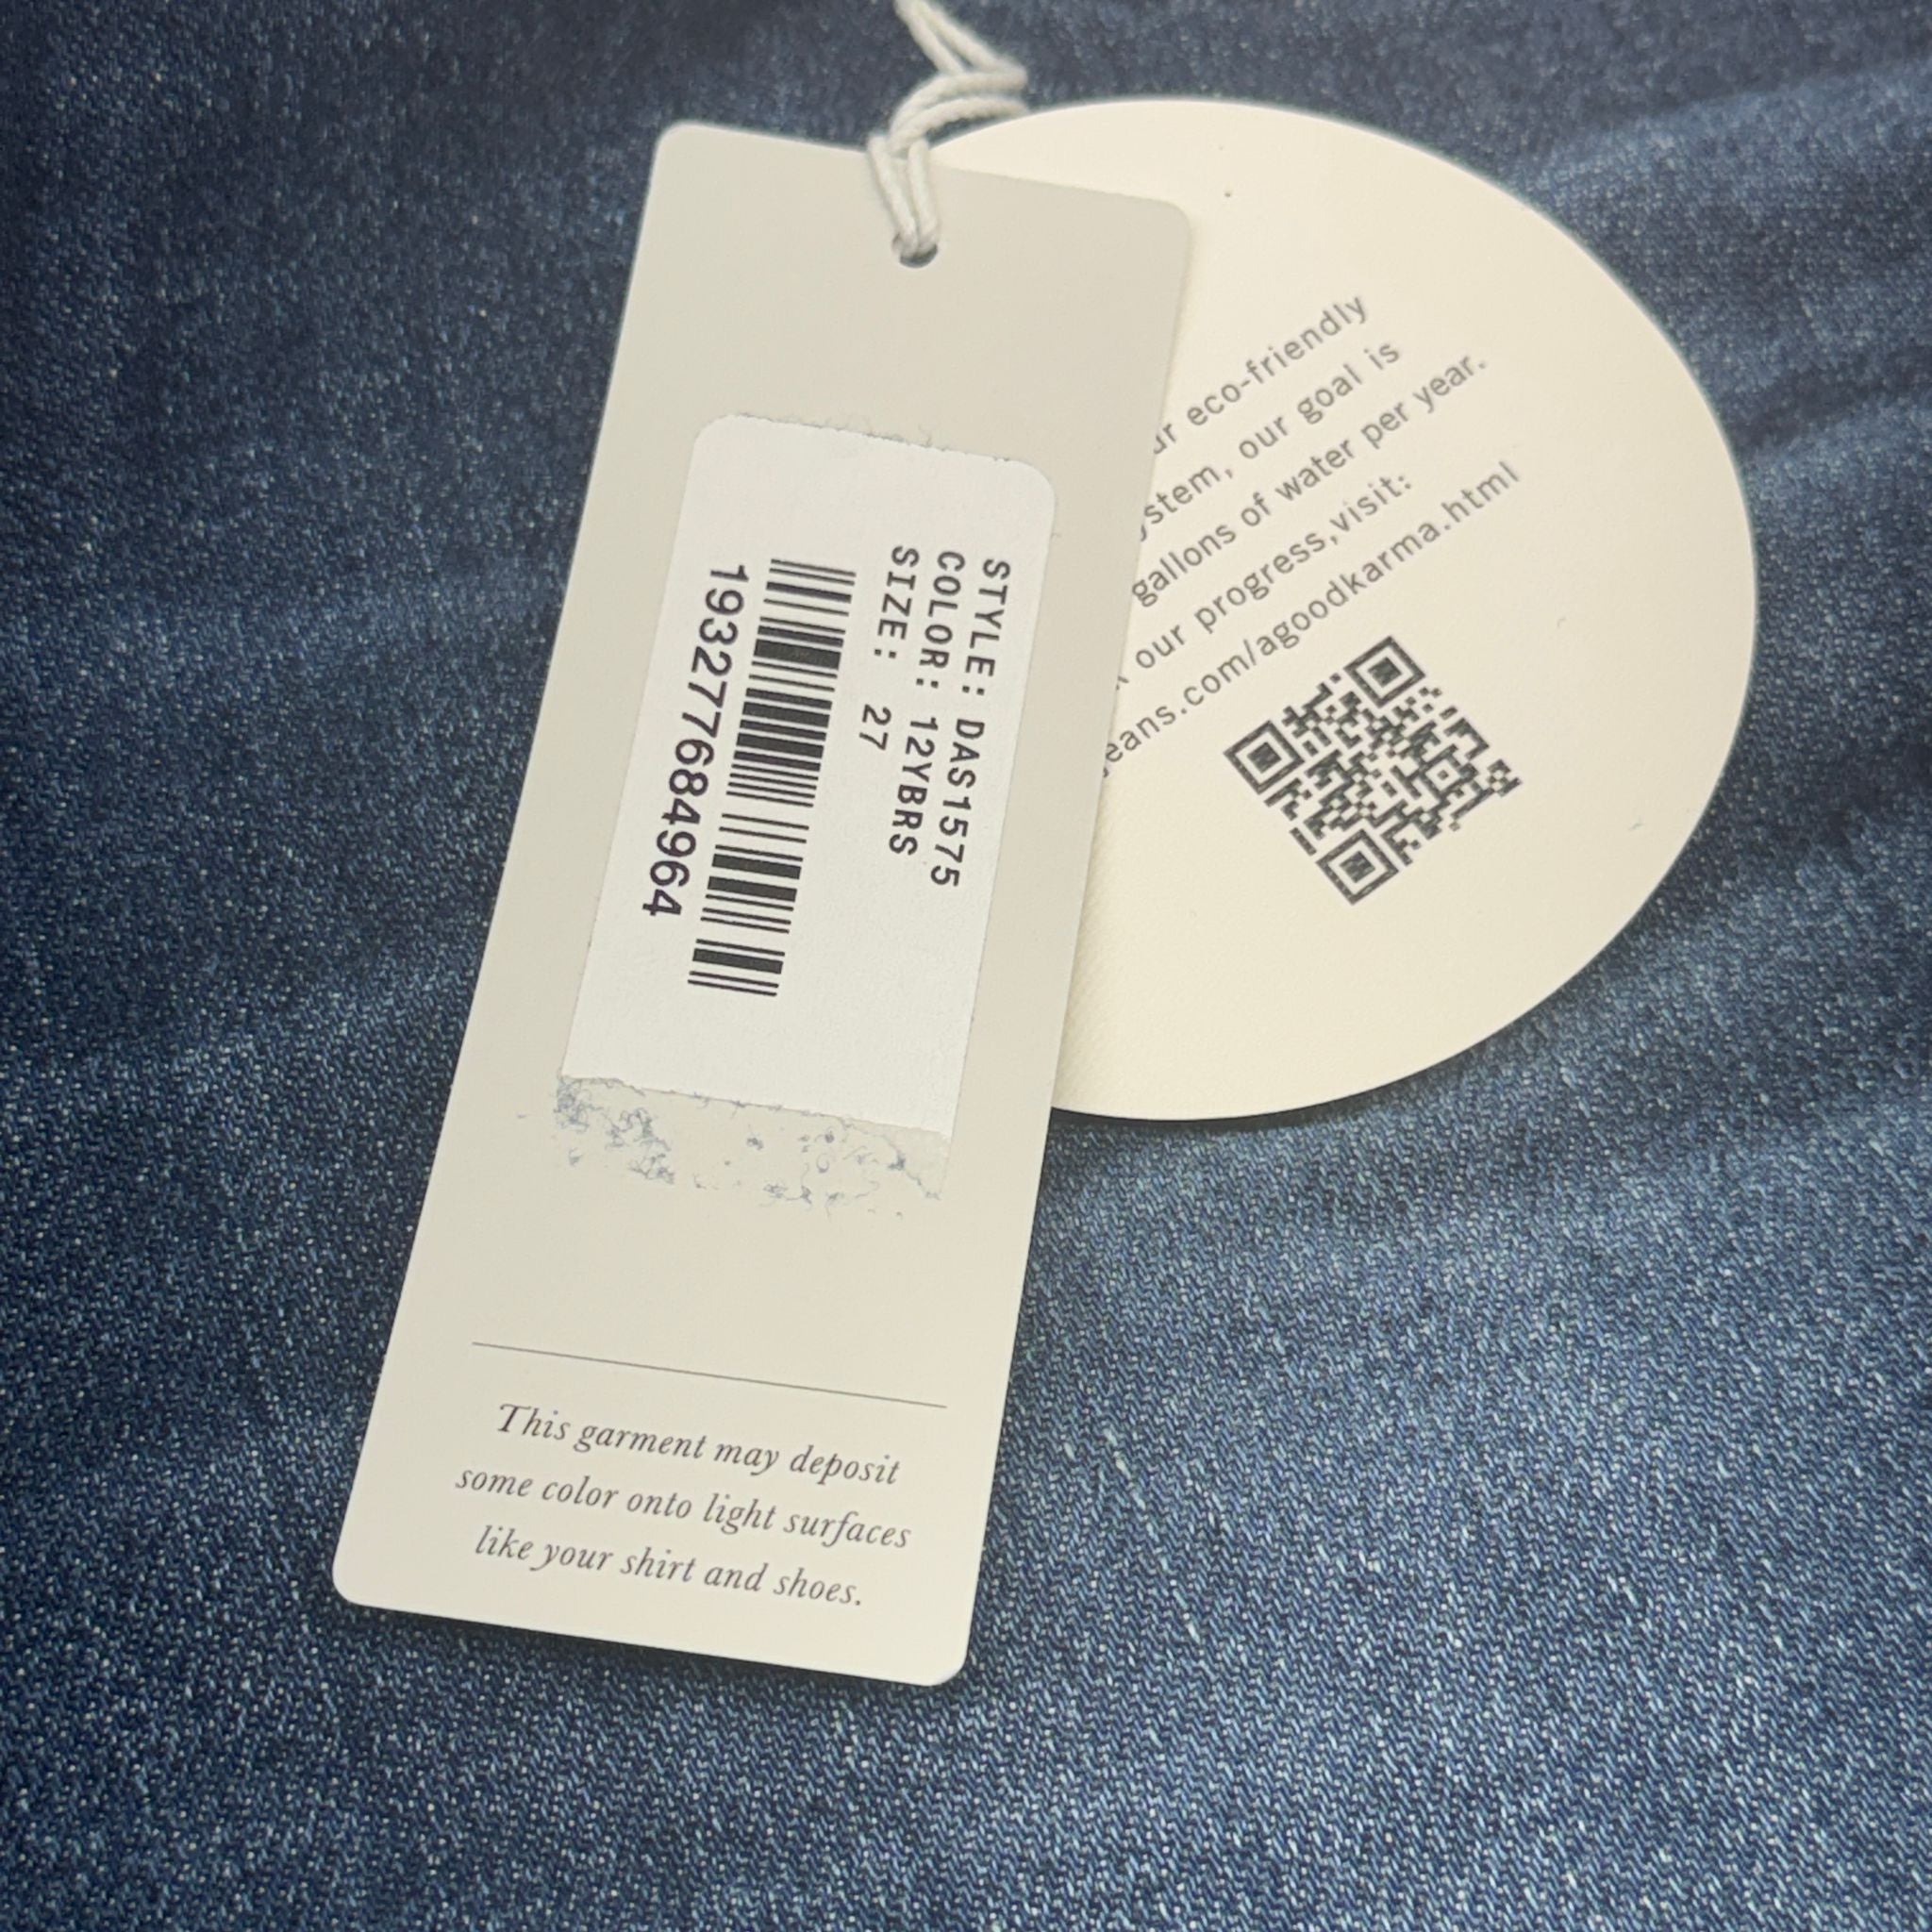 STYLE: DAS1575
COLOR: 12YBRS
SIZE: 27
193277684964
This garment may deposit
some color onto light surfaces
like your shirt and shoes.
eco-friendly
our goal is
gallons of water per year.
our progress,visit:
eans.com/agoodkarma.html